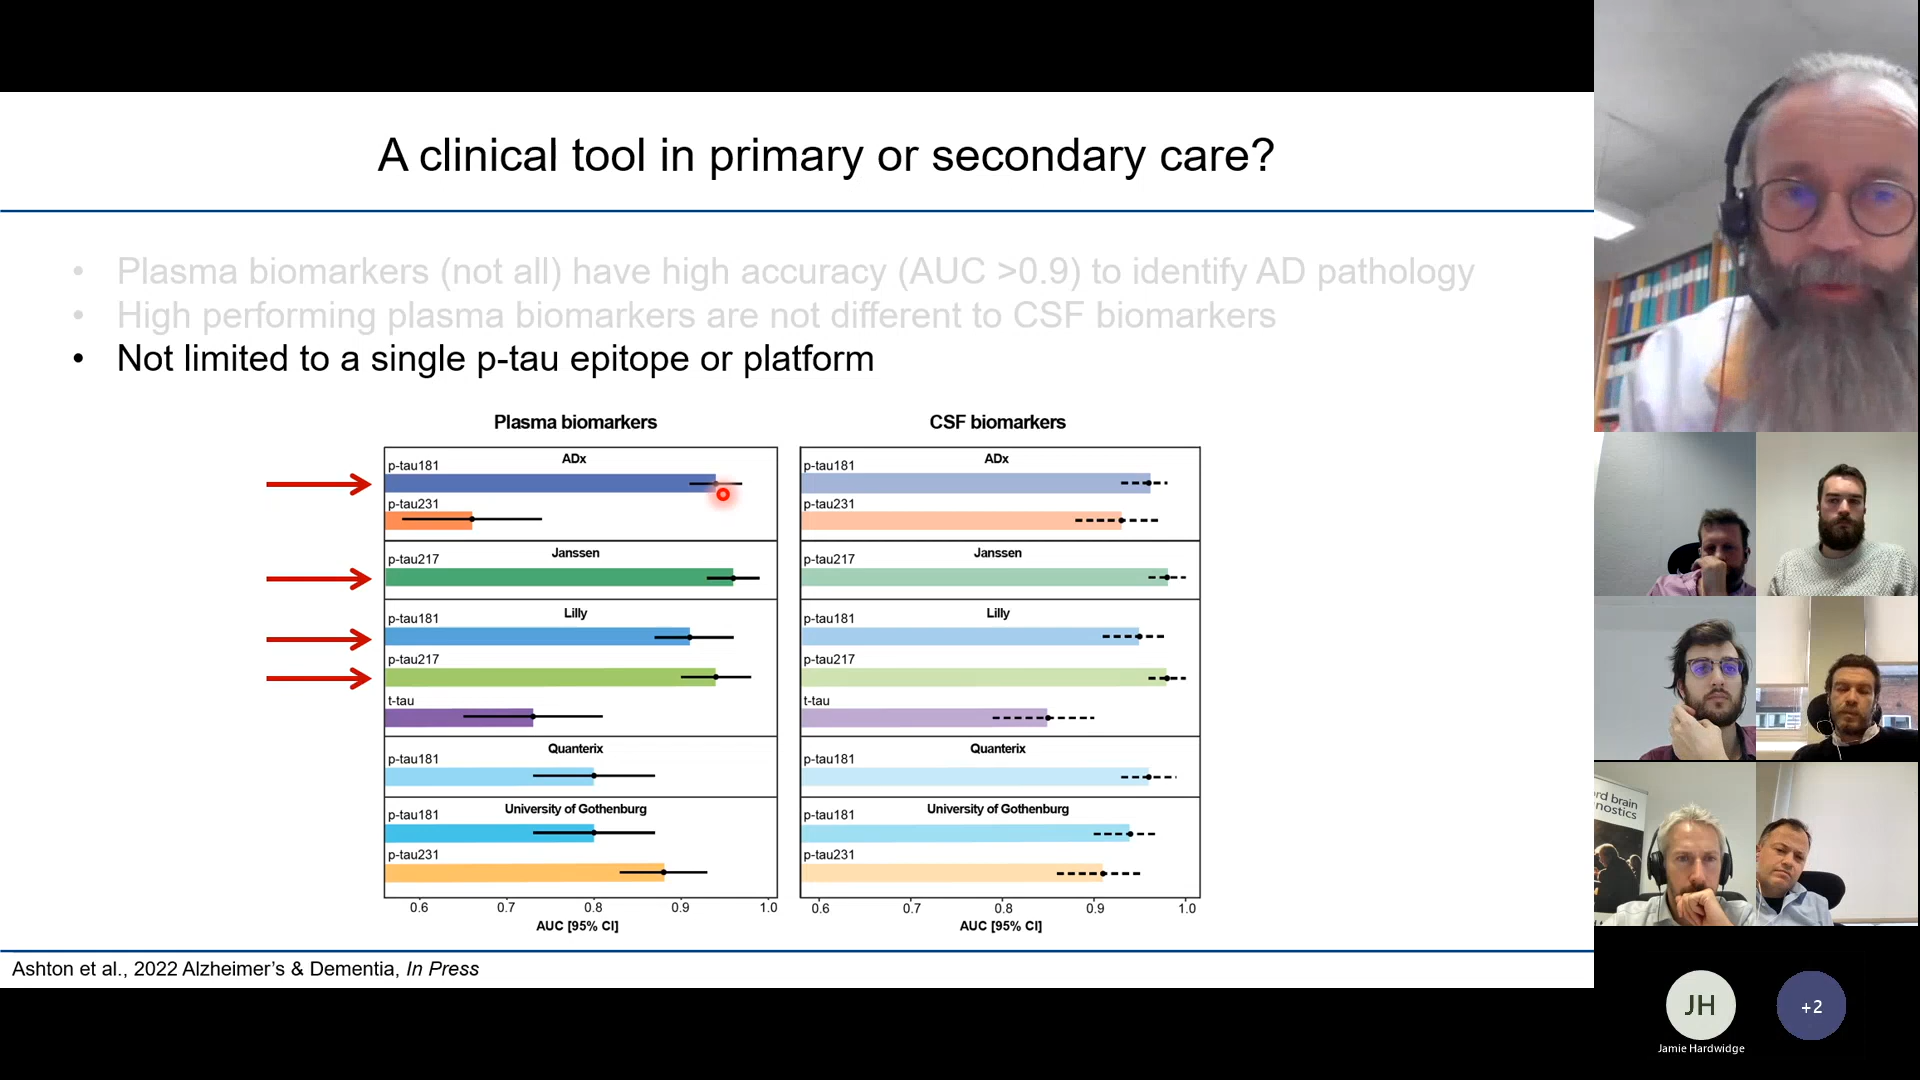 A clinical tool in primary or secondary care?
• Plasma biomarkers (not all) have high accuracy (AUC >0.9) to identify AD pathology
• High performing plasma biomarkers are not different to CSF biomarkers
• Not limited to a single p-tau epitope or platform
Plasma biomarkers
ADx
p-tau181
p-tau231
Janssen
p-tau217
Lilly
p-tau181
p-tau217
t-tau
Quanterix
p-tau181
University of Gothenburg
p-tau181
p-tau231
0.6 0.7 0.8 0.9 1.0
AUC [95% CI]
CSF biomarkers
ADx
p-tau181
p-tau231
Janssen
p-tau217
Lilly
p-tau181
p-tau217
t-tau
Quanterix
p-tau181
University of Gothenburg
p-tau181
p-tau231
0.6 0.7 0.8 0.9 1.0
AUC [95% CI]
Ashton et al., 2022 Alzheimer's & Dementia, In Press
rd brain
nostics
JH
+2
Jamie Hardwidge